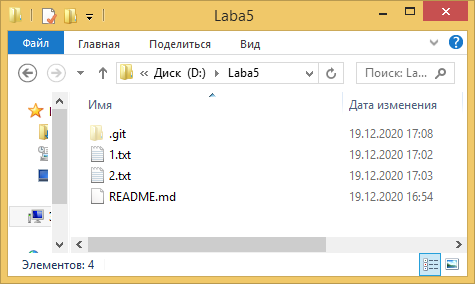 Laba5
Файл Главная Поделиться Вид
« Диск (D:) Laba5 Поиск: La...
Имя Дата изменения
.git 19.12.2020 17:08
1.txt 19.12.2020 17:02
2.txt 19.12.2020 17:03
README.md 19.12.2020 16:54
Элементов: 4